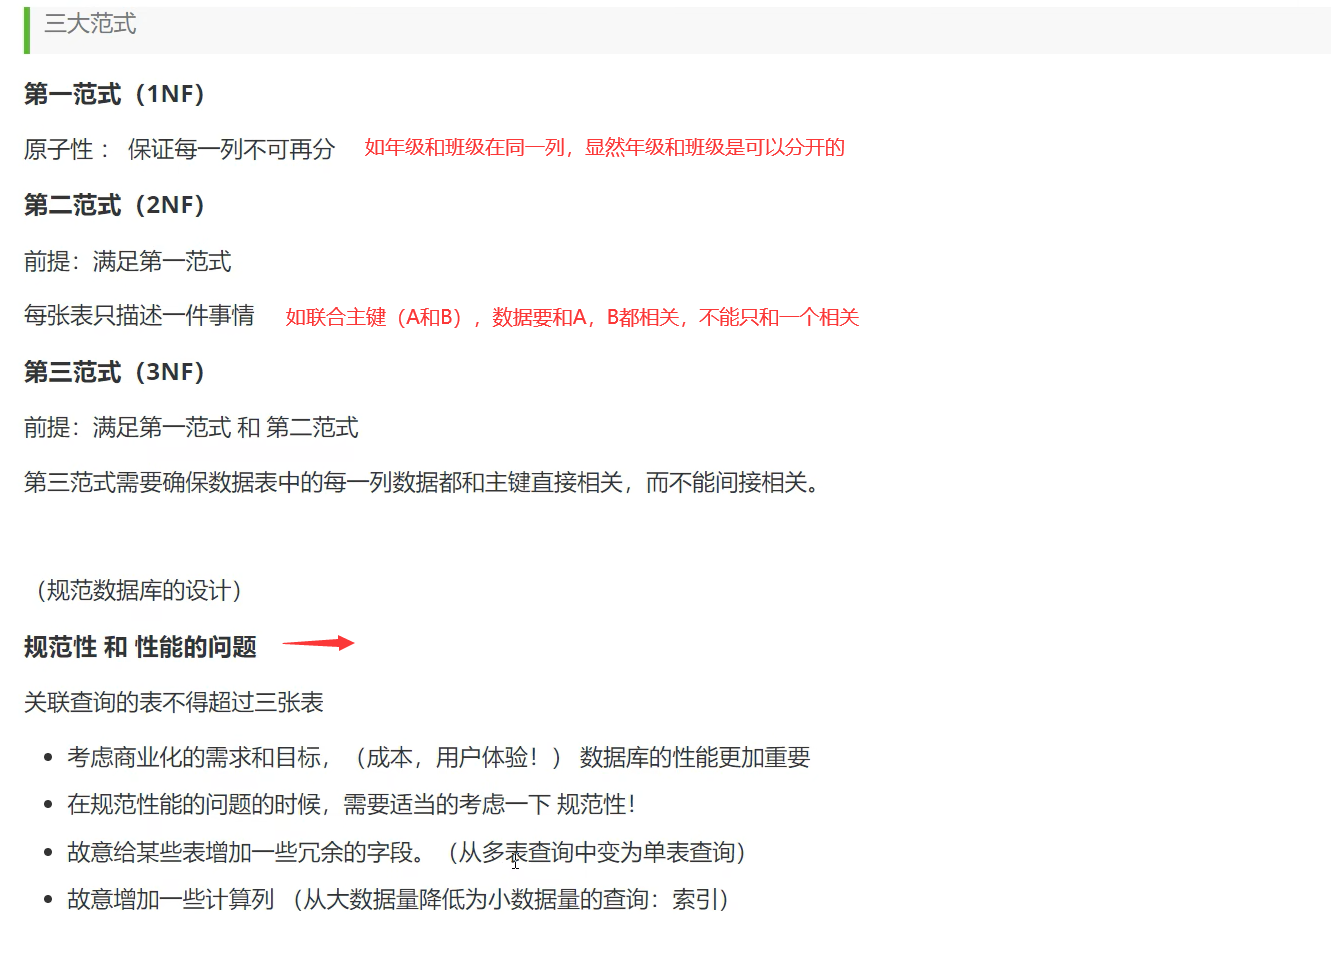 三大范式
第一范式（1NF）
原子性： 保证每一列不可再分 如年级和班级在同一列，显然年级和班级是可以分开的
第二范式（2NF）
前提：满足第一范式
每张表只描述一件事情 如联合主键（A和B），数据要和A，B都相关，不能只和一个相关
第三范式（3NF）
前提：满足第一范式 和 第二范式
第三范式需要确保数据表中的每一列数据都和主键直接相关，而不能间接相关。
（规范数据库的设计）
规范性 和 性能的问题
关联查询的表不得超过三张表
考虑商业化的需求和目标，（成本，用户体验！） 数据库的性能更加重要
在规范性能的问题的时候，需要适当的考虑一下 规范性！
故意给某些表增加一些冗余的字段。（从多表查询中变为单表查询）
故意增加一些计算列 （从大数据量降低为小数据量的查询：索引）